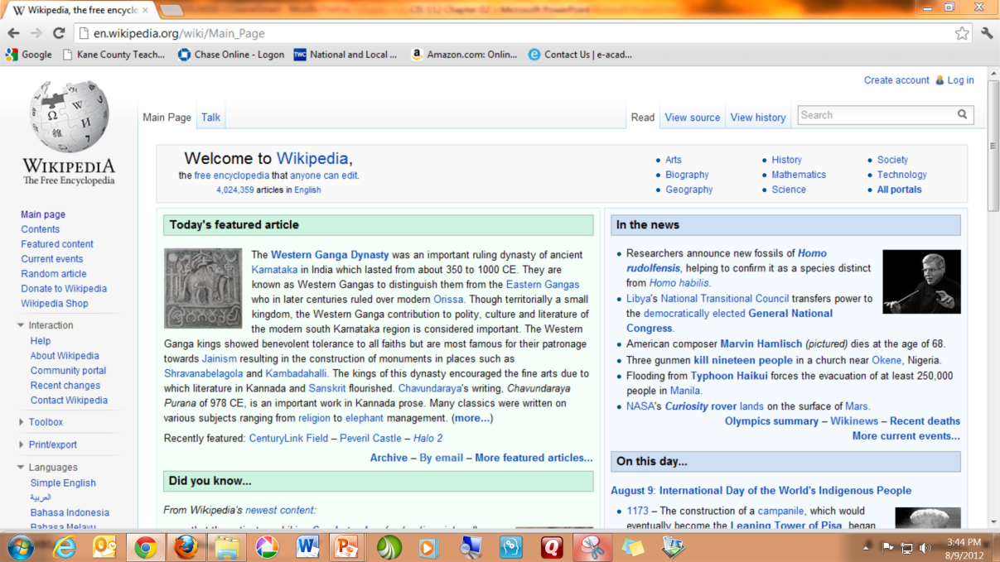 Wikipedia, the free encyclo
CIS 112 Chapter 02 - Microsoft PowerPoint
en.wikipedia.org/wiki/Main_Page
Google Kane County Teach... Chase Online - Logon TWC National and Local ... Amazon.com: Onlin... Contact Us | e-acad...
Create account Log in
Main Page Talk Read View source View history Search
WIKIPEDIA
The Free Encyclopedia
Main page
Contents
Featured content
Current events
Random article
Donate to Wikipedia
Wikipedia Shop
Interaction
Help
About Wikipedia
Community portal
Recent changes
Contact Wikipedia
Toolbox
Print/export
Languages
Simple English
العربية
Bahasa Indonesia
Bahasa Melayu
Welcome to Wikipedia,
the free encyclopedia that anyone can edit.
4,024,359 articles in English
Arts
Biography
Geography
History
Mathematics
Science
Society
Technology
All portals
Today's featured article
The Western Ganga Dynasty was an important ruling dynasty of ancient
Karnataka in India which lasted from about 350 to 1000 CE. They are
known as Western Gangas to distinguish them from the Eastern Gangas
who in later centuries ruled over modern Orissa. Though territorially a small
kingdom, the Western Ganga contribution to polity, culture and literature of
the modern south Karnataka region is considered important. The Western
Ganga kings showed benevolent tolerance to all faiths but are most famous for their patronage
towards Jainism resulting in the construction of monuments in places such as
Shravanabelagola and Kambadahalli. The kings of this dynasty encouraged the fine arts due to
which literature in Kannada and Sanskrit flourished. Chavundaraya's writing, Chavundaraya
Purana of 978 CE, is an important work in Kannada prose. Many classics were written on
various subjects ranging from religion to elephant management. (more...)
Recently featured: CenturyLink Field – Peveril Castle – Halo 2
Archive – By email – More featured articles...
Did you know...
From Wikipedia's newest content:
In the news
Researchers announce new fossils of Homo
rudolfensis, helping to confirm it as a species distinct
from Homo habilis.
Libya's National Transitional Council transfers power to
the democratically elected General National
Congress.
American composer Marvin Hamlisch (pictured) dies at the age of 68.
Three gunmen kill nineteen people in a church near Okene, Nigeria.
Flooding from Typhoon Haikui forces the evacuation of at least 250,000
people in Manila.
NASA's Curiosity rover lands on the surface of Mars.
Olympics summary – Wikinews – Recent deaths
More current events...
On this day...
August 9: International Day of the World's Indigenous People
1173 – The construction of a campanile, which would
eventually become the Leaning Tower of Pisa, began
3:44 PM
8/9/2012